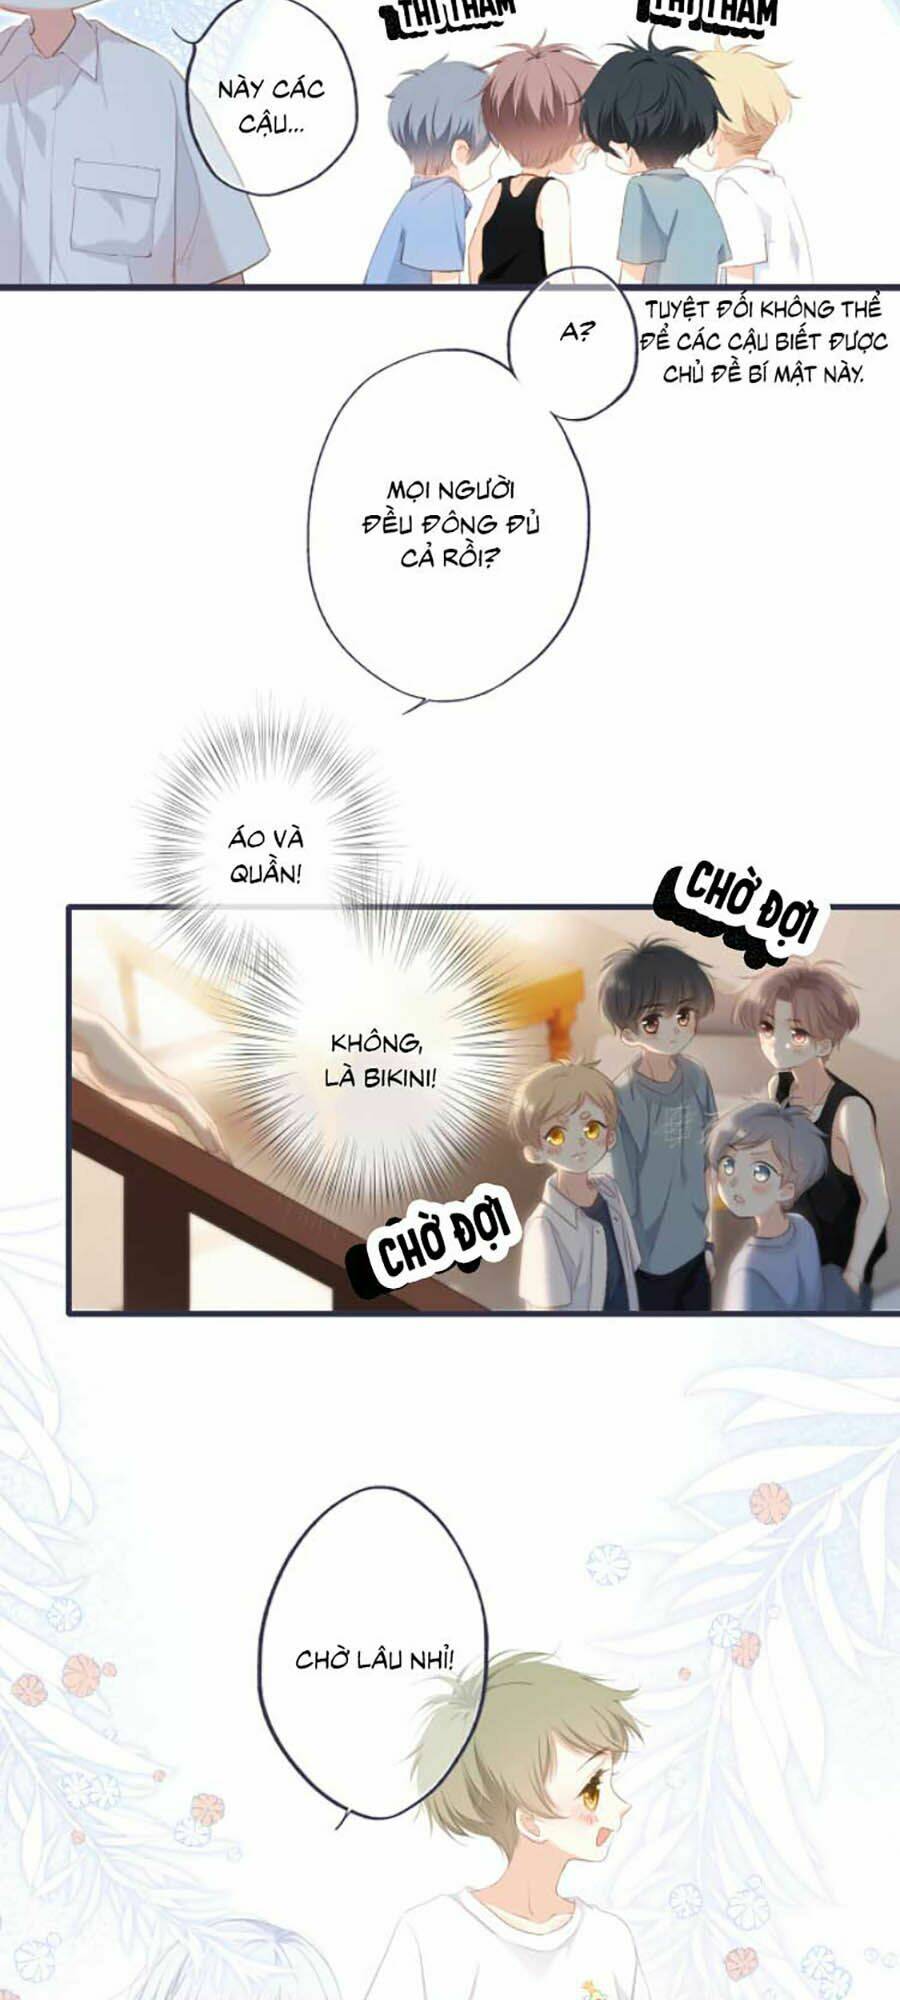 THÌ THẦM
THÌ THẦM
NÀY CÁC
CẬU...
A?
TUYỆT ĐỐI KHÔNG THỂ
ĐỂ CÁC CẬU BIẾT ĐƯỢC
CHỦ ĐỀ BÍ MẬT NÀY.
MỌI NGƯỜI
ĐỀU ĐÔNG ĐỦ
CẢ RỒI?
ÁO VÀ
QUẦN!
CHỜ ĐỢI
KHÔNG,
LÀ BIKINI!
CHỜ ĐỢI
CHỜ LÂU NHỈ!